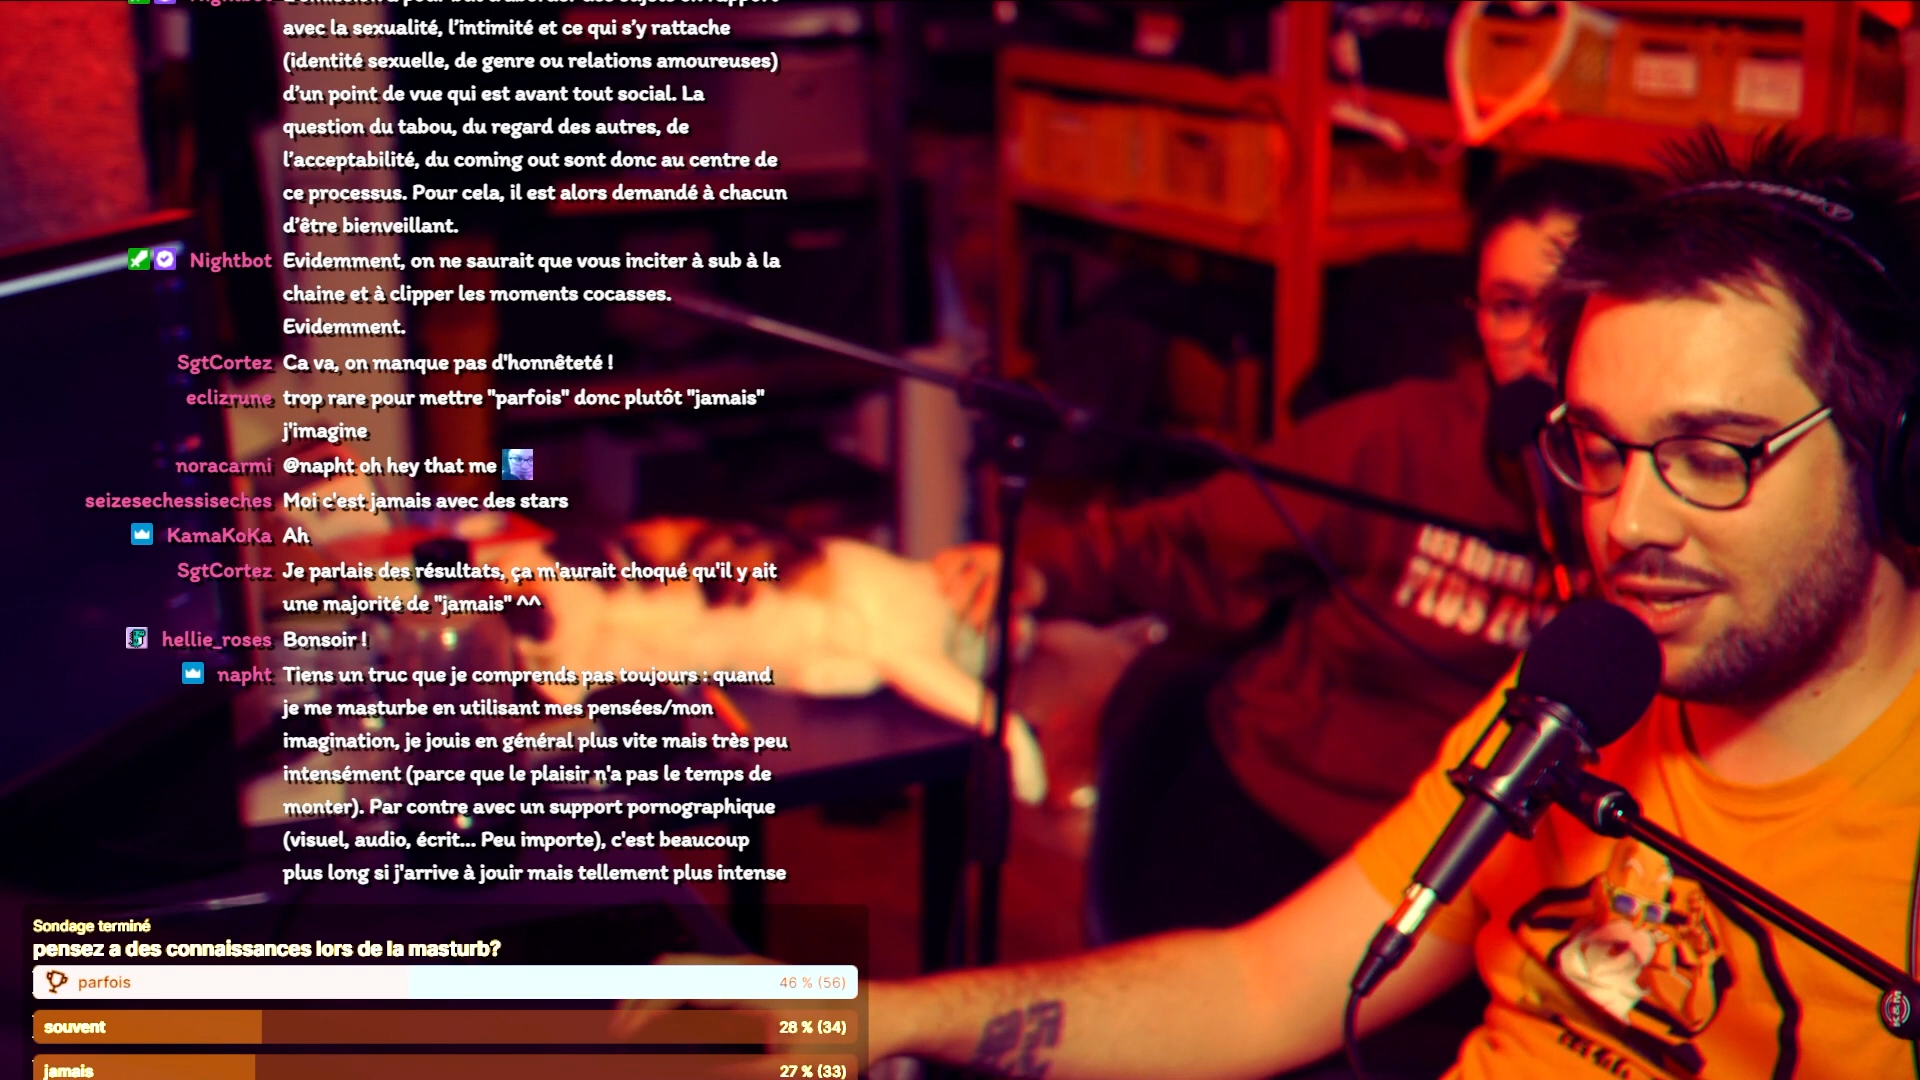 avec la sexualité, l'intimité et ce qui s'y rattache
(identité sexuelle, de genre ou relations amoureuses)
d'un point de vue qui est avant tout social. La
question du tabou, du regard des autres, de
l'acceptabilité, du coming out sont donc au centre de
ce processus. Pour cela, il est alors demandé à chacun
d'être bienveillant.
Nightbot Evidemment, on ne saurait que vous inciter à sub à la
chaine et à clipper les moments cocasses.
Evidemment.
SgtCortez Ca va, on manque pas d'honnêteté !
eclizrune trop rare pour mettre "parfois" donc plutôt "jamais"
j'imagine
noracarmi @napht oh hey that me
seizesechessiseches Moi c'est jamais avec des stars
KamaKoKa Ah
SgtCortez Je parlais des résultats, ça m'aurait choqué qu'il y ait
une majorité de "jamais" ^^
hellie_roses Bonsoir !
napht Tiens un truc que je comprends pas toujours : quand
je me masturbe en utilisant mes pensées/mon
imagination, je jouis en général plus vite mais très peu
intensément (parce que le plaisir n'a pas le temps de
monter). Par contre avec un support pornographique
(visuel, audio, écrit... Peu importe), c'est beaucoup
plus long si j'arrive à jouir mais tellement plus intense
Sondage terminé
pensez a des connaissances lors de la masturb?
parfois 46 % (56)
souvent 28 % (34)
jamais 27 % (33)
K&M